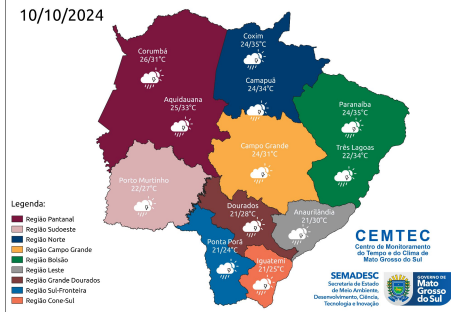 10/10/2024
Corumbá
26/31°C
Coxim
24/35°C
Camapuã
24/34°C
Aquidauana
25/33°C
Paranaíba
24/35°C
Três Lagoas
22/34°C
Campo Grande
24/31°C
Porto Murtinho
22/27°C
Dourados
21/28°C
Anaurilândia
21/30°C
Ponta Porã
21/24°C
Iguatemi
21/25°C
Legenda:
Região Pantanal
Região Sudoeste
Região Norte
Região Campo Grande
Região Bolsão
Região Leste
Região Grande Dourados
Região Sul-Fronteira
Região Cone-Sul
CEMTEC
Centro de Monitoramento
do Tempo e do Clima de
Mato Grosso do Sul
SEMADESC
Secretaria de Estado
de Meio Ambiente,
Desenvolvimento, Ciência,
Tecnologia e Inovação
GOVERNO DE
Mato
Grosso
do Sul